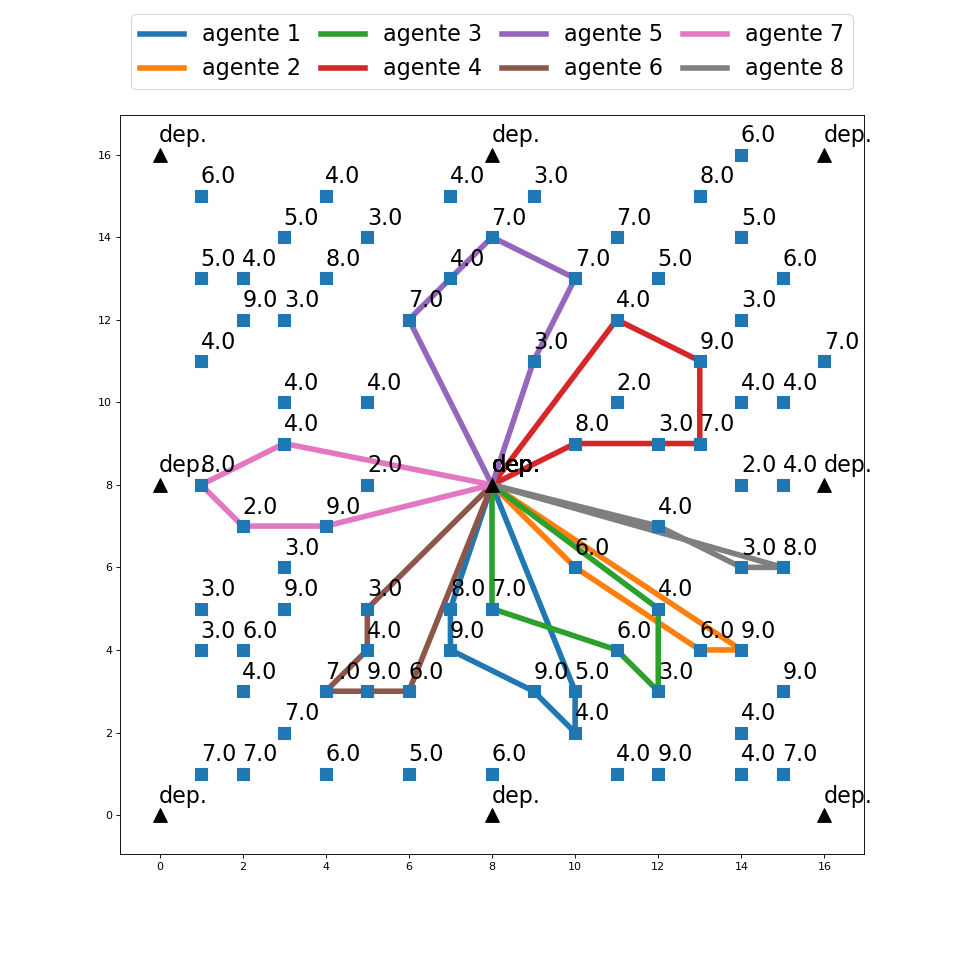 agente 1 agente 3 agente 5 agente 7
agente 2 agente 4 agente 6 agente 8
dep. dep. 6.0 dep.
16
6.0 4.0 4.0 3.0 8.0
5.0 3.0 7.0 7.0 5.0
14
5.0 4.0 8.0 4.0 7.0 5.0 6.0
9.0 3.0 7.0 4.0 3.0
12
4.0 3.0 9.0 7.0
4.0 4.0 2.0 4.0 4.0
10
4.0 8.0 3.0 7.0
dep. 8.0 2.0 dep. 2.0 4.0 dep.
8
2.0 9.0 4.0
3.0 6.0 3.0 8.0
6
3.0 9.0 3.0 8.0 7.0 4.0
3.0 6.0 4.0 9.0 6.0 6.0 9.0
4
4.0 7.0 9.0 6.0 9.0 5.0 3.0 9.0
7.0 4.0 4.0
2
7.0 7.0 6.0 5.0 6.0 4.0 9.0 4.0 7.0
dep. dep. dep.
0
0 2 4 6 8 10 12 14 16